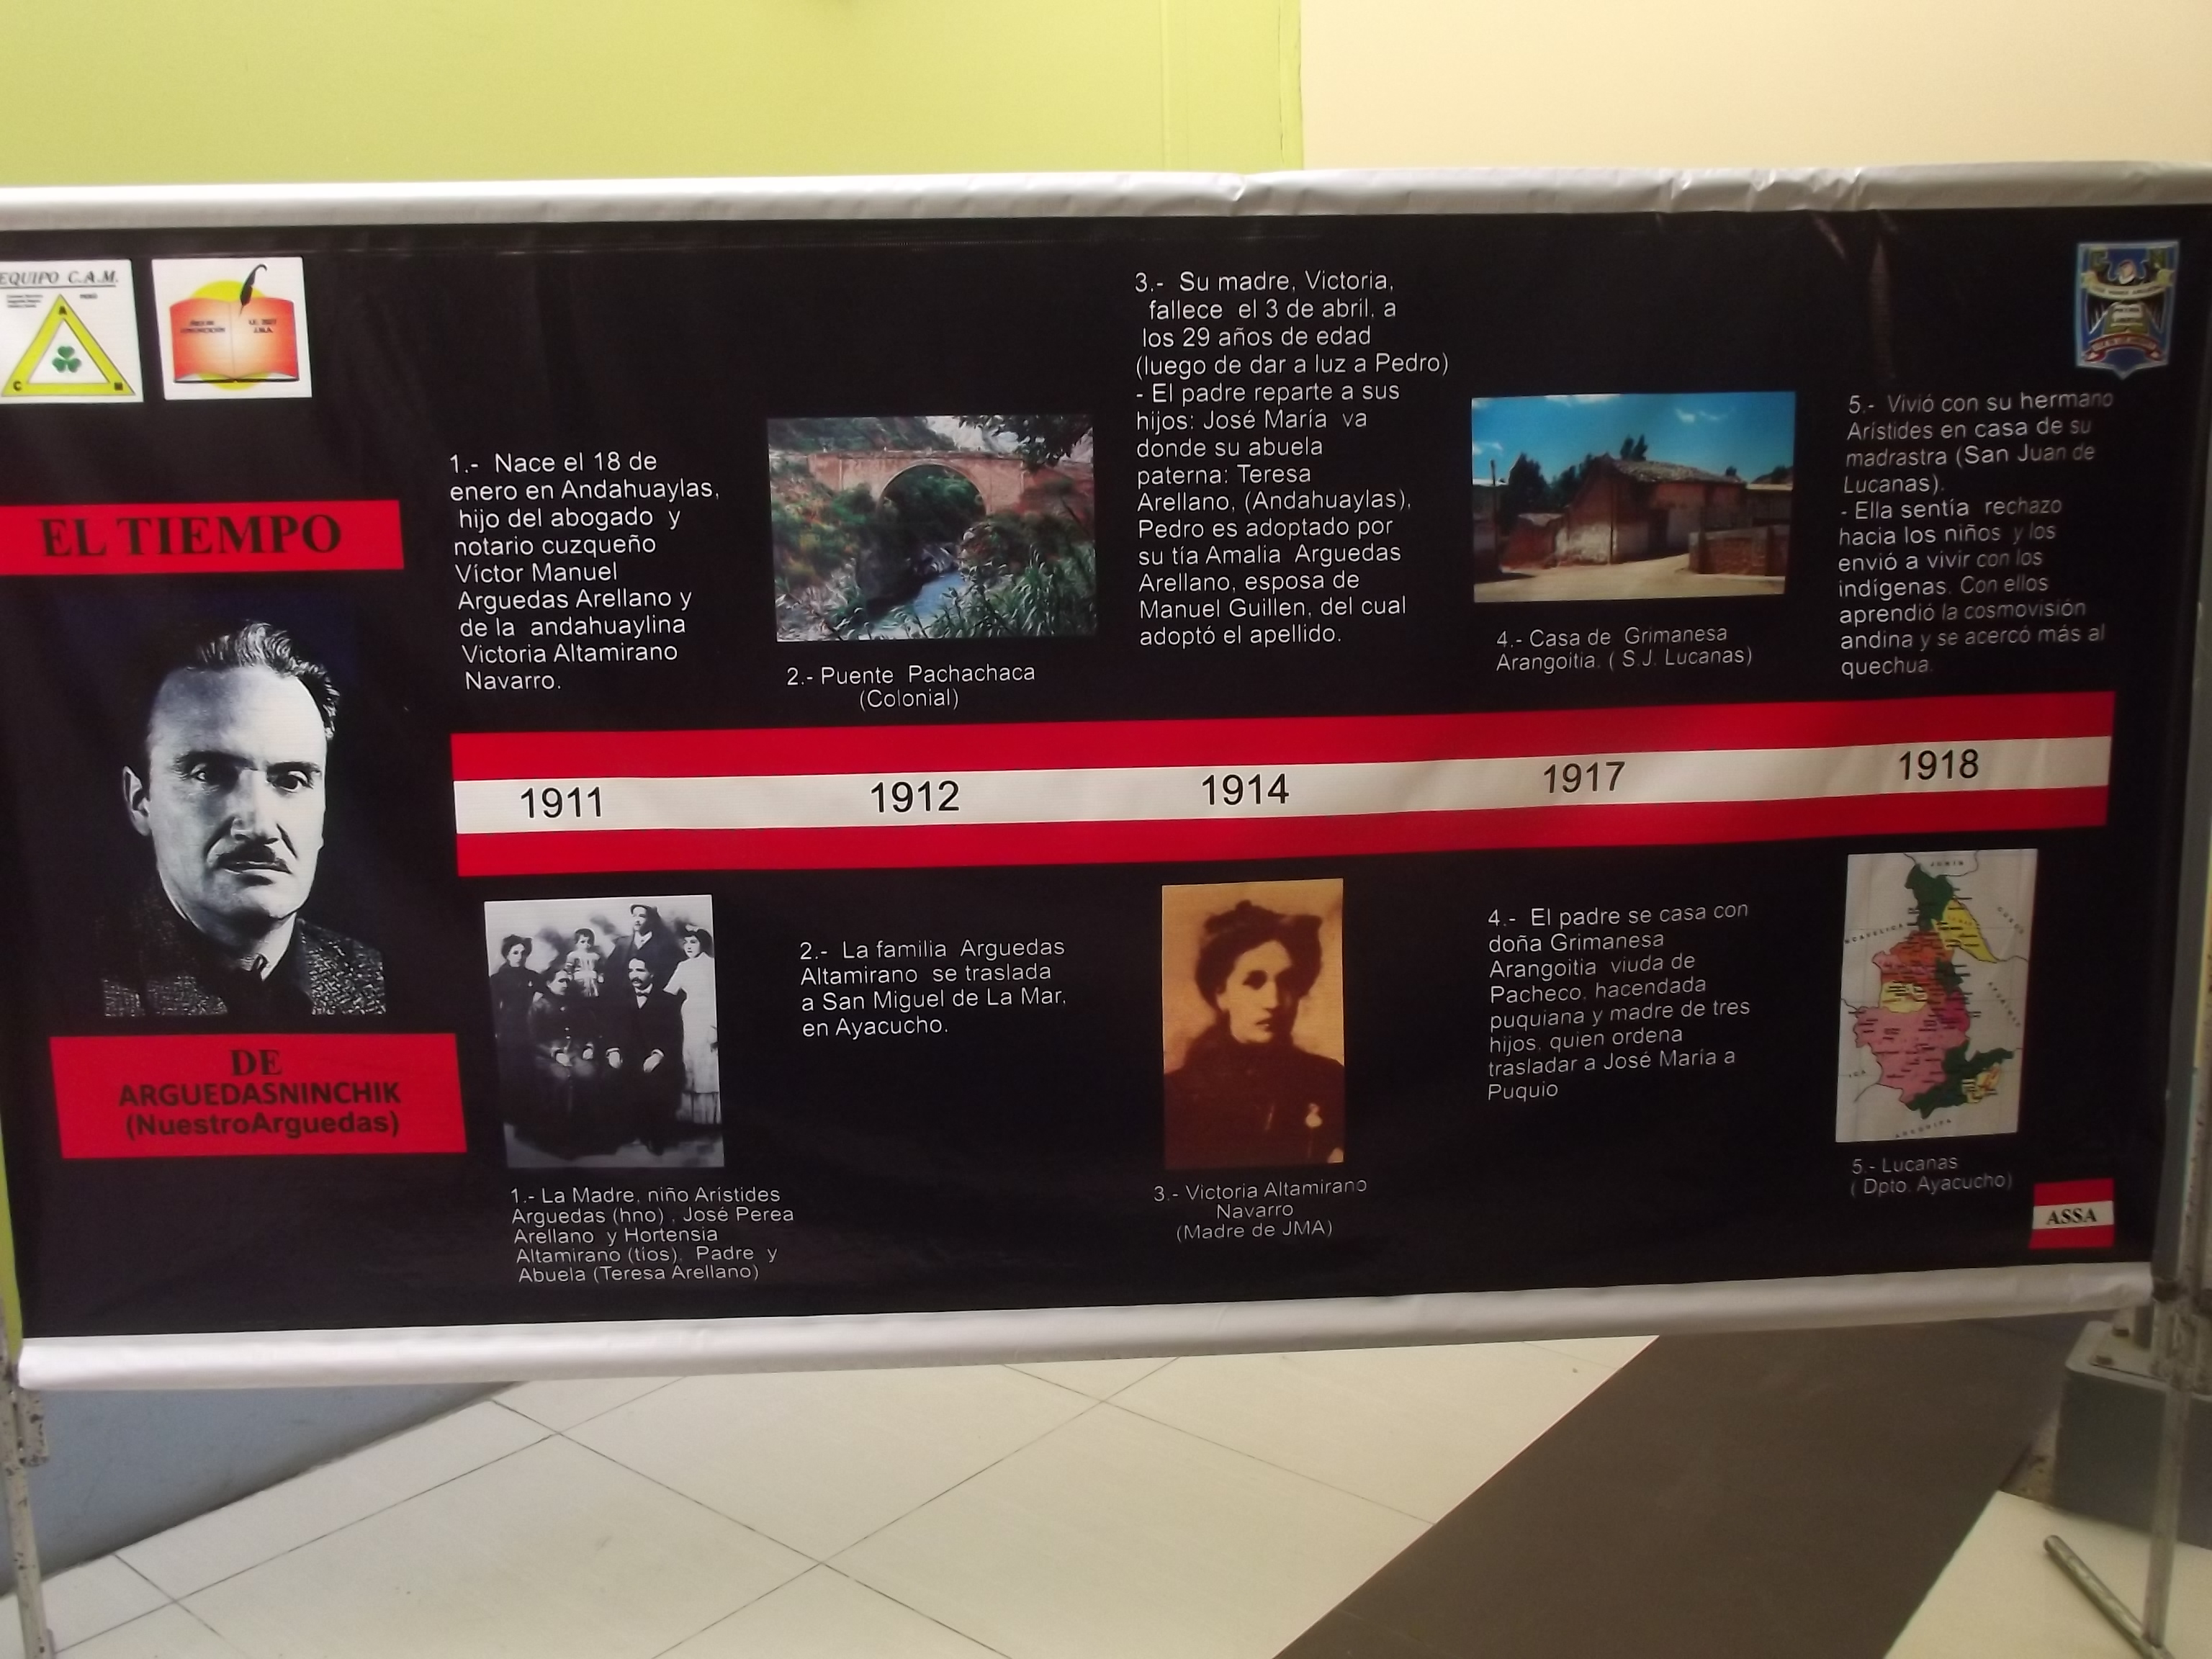 EQUIPO C.A.M.
A
C
M
EL TIEMPO
DE
ARGUEDASNINCHIK
(NuestroArguedas)
1.- Nace el 18 de
enero en Andahuaylas,
hijo del abogado y
notario cuzqueño
Víctor Manuel
Arguedas Arellano y
de la andahuaylina
Victoria Altamirano
Navarro.
2.- Puente Pachachaca
(Colonial)
3.- Su madre, Victoria,
fallece el 3 de abril, a
los 29 años de edad
(luego de dar a luz a Pedro)
- El padre reparte a sus
hijos: José María va
donde su abuela
paterna: Teresa
Arellano, (Andahuaylas),
Pedro es adoptado por
su tía Amalia Arguedas
Arellano, esposa de
Manuel Guillen, del cual
adoptó el apellido.
4.- Casa de Grimanesa
Arangoitia. ( S.J. Lucanas)
5.- Vivió con su hermano
Arístides en casa de su
madrastra (San Juan de
Lucanas).
- Ella sentía rechazo
hacia los niños y los
envió a vivir con los
indígenas. Con ellos
aprendió la cosmovisión
andina y se acercó más al
quechua.
1911
1912
1914
1917
1918
1.- La Madre, niño Arístides
Arguedas (hno) , José Perea
Arellano y Hortensia
Altamirano (tíos), Padre y
Abuela (Teresa Arellano)
2.- La familia Arguedas
Altamirano se traslada
a San Miguel de La Mar,
en Ayacucho.
3.- Victoria Altamirano
Navarro
(Madre de JMA)
4.- El padre se casa con
doña Grimanesa
Arangoitia viuda de
Pacheco, hacendada
puquiana y madre de tres
hijos, quien ordena
trasladar a José María a
Puquio
JUNIN
5.- Lucanas
( Dpto. Ayacucho)
ASSA